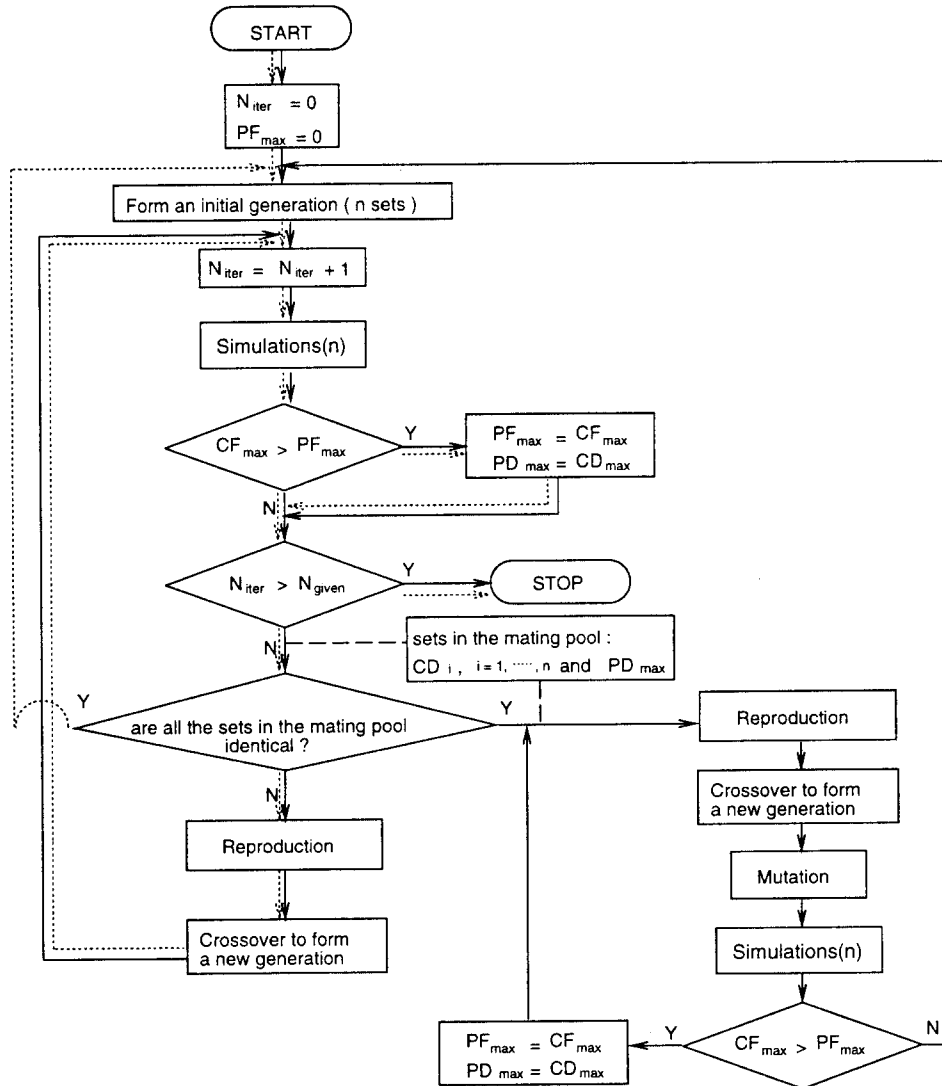 START
N iter = 0
PF max = 0
Form an initial generation ( n sets )
N iter = N iter + 1
Simulations(n)
CF max > PF max
Y
PF max = CF max
PD max = CD max
N
N iter > N given
Y
STOP
N
sets in the mating pool :
CD i , i = 1, ....., n and PD max
Y
are all the sets in the mating pool
identical ?
Y
Reproduction
N
Crossover to form
a new generation
Reproduction
Mutation
Crossover to form
a new generation
Simulations(n)
PF max = CF max
PD max = CD max
Y
CF max > PF max
N